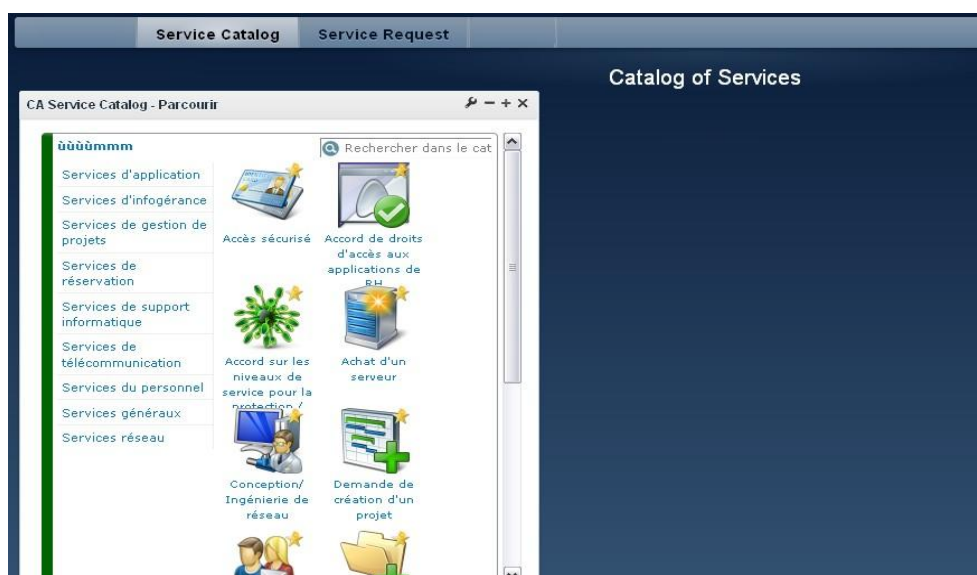 Service Catalog
Service Request
Catalog of Services
CA Service Catalog - Parcourir
ùùùùmmm
Rechercher dans le cat
Services d'application
Services d'infogérance
Services de gestion de
projets
Services de
réservation
Services de support
informatique
Services de
télécommunication
Services du personnel
Services généraux
Services réseau
Accès sécurisé
Accord de droits
d'accès aux
applications de
RH
Accord sur les
niveaux de
service pour la
protection /
Achat d'un
serveur
Conception/
Ingénierie de
réseau
Demande de
création d'un
projet